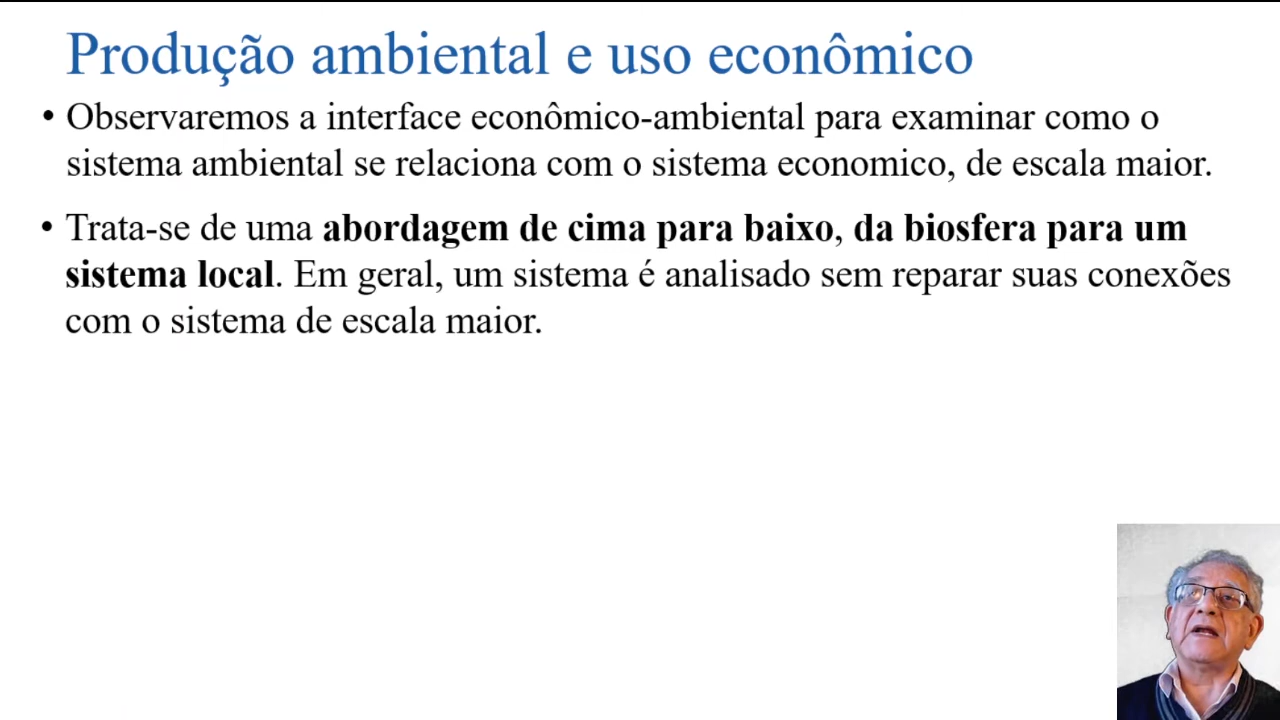 Produção ambiental e uso econômico
• Observaremos a interface econômico-ambiental para examinar como o
sistema ambiental se relaciona com o sistema economico, de escala maior.
• Trata-se de uma abordagem de cima para baixo, da biosfera para um
sistema local. Em geral, um sistema é analisado sem reparar suas conexões
com o sistema de escala maior.